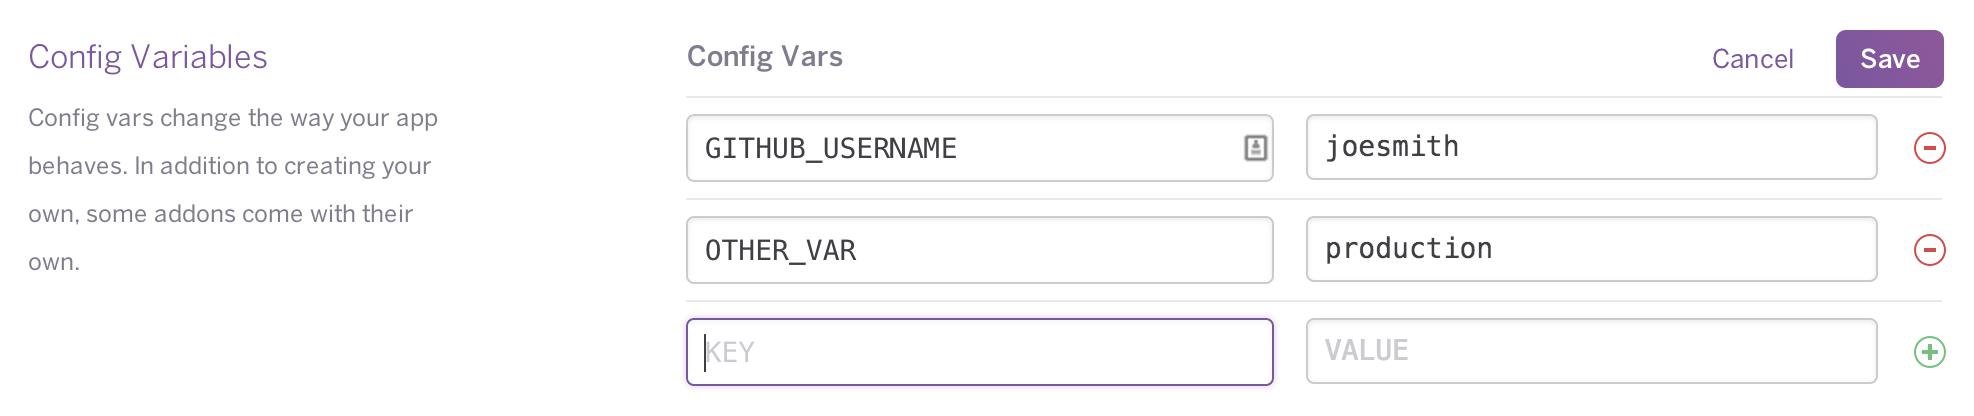 Config Variables
Config vars change the way your app
behaves. In addition to creating your
own, some addons come with their
own.
Config Vars
Cancel
Save
GITHUB_USERNAME
joesmith
OTHER_VAR
production
KEY
VALUE